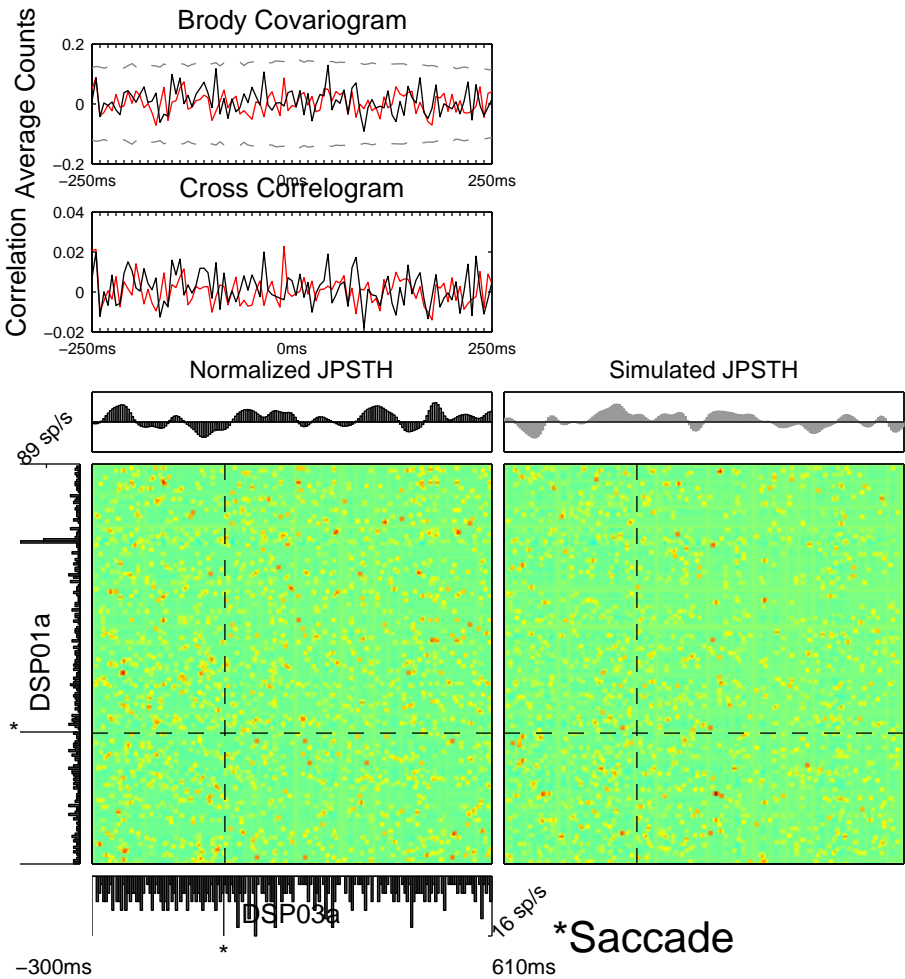 Brody Covariogram
Average Counts
0.2
0
−0.2
−250ms
0ms
250ms
Cross Correlogram
Correlation
0.04
0.02
0
−0.02
−250ms
0ms
250ms
Normalized JPSTH
Simulated JPSTH
89 sp/s
DSP01a
*
DSP03a
16 sp/s
*
*Saccade
−300ms
610ms